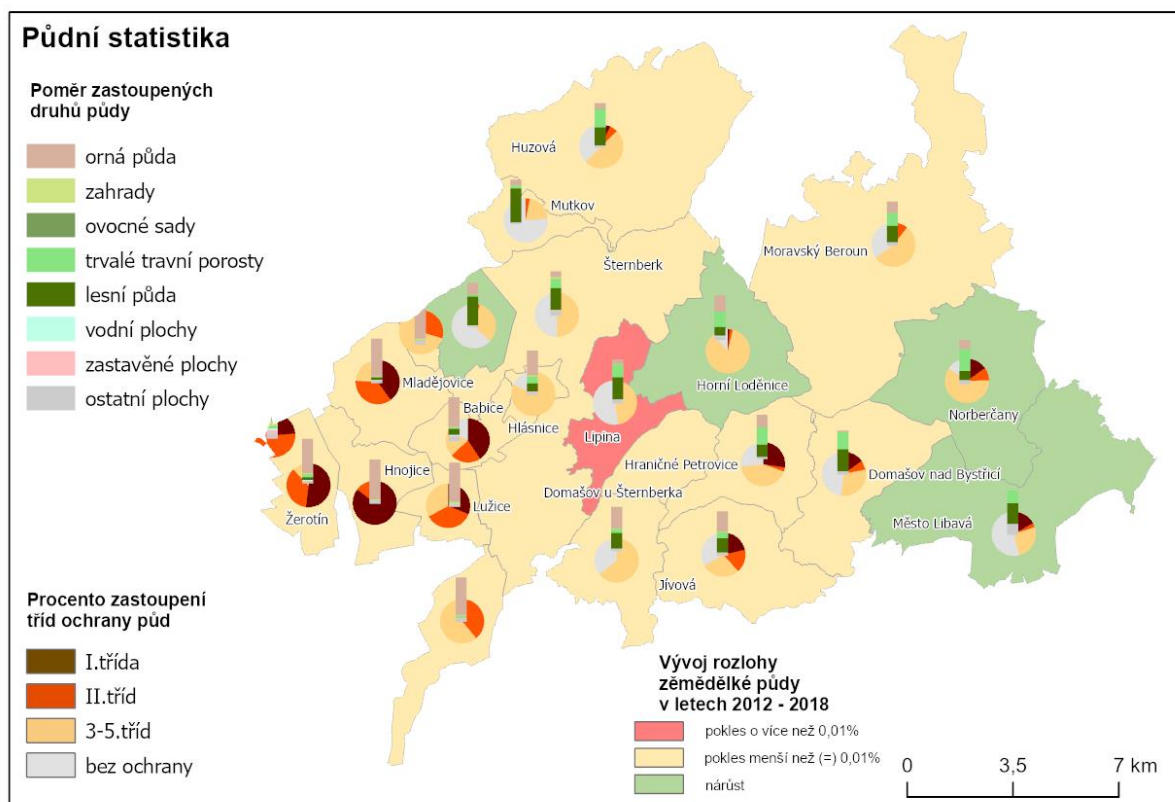 Půdní statistika
Poměr zastoupených
druhů půdy
orná půda
zahrady
ovocné sady
trvalé travní porosty
lesní půda
vodní plochy
zastavěné plochy
ostatní plochy
Huzová
Mutkov
Moravský Beroun
Šternberk
Horní Loděnice
Mladějovice
Norberčany
Babice
Hlásnice
Lipina
Hraničné Petrovice
Hnojice
Domašov nad Bystřicí
Domašov u Šternberka
Lužice
Žerotín
Město Libavá
Jívová
Procento zastoupení
tříd ochrany půd
I.třída
II.tříd
3-5.tříd
bez ochrany
Vývoj rozlohy
zěmědělké půdy
v letech 2012 - 2018
pokles o více než 0,01%
pokles menší než (=) 0,01%
nárůst
0 3,5 7 km